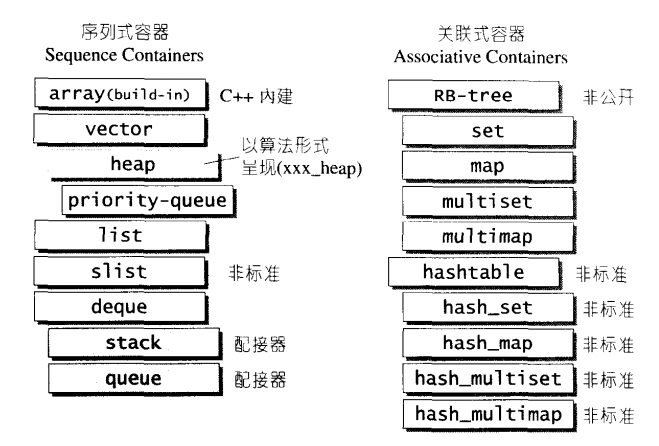 序列式容器
Sequence Containers
array(build-in) C++ 内建
vector
heap
以算法形式
呈现(xxx_heap)
priority-queue
list
slist 非标准
deque
stack 配接器
queue 配接器
关联式容器
Associative Containers
RB-tree 非公开
set
map
multiset
multimap
hashtable 非标准
hash_set 非标准
hash_map 非标准
hash_multiset 非标准
hash_multimap 非标准